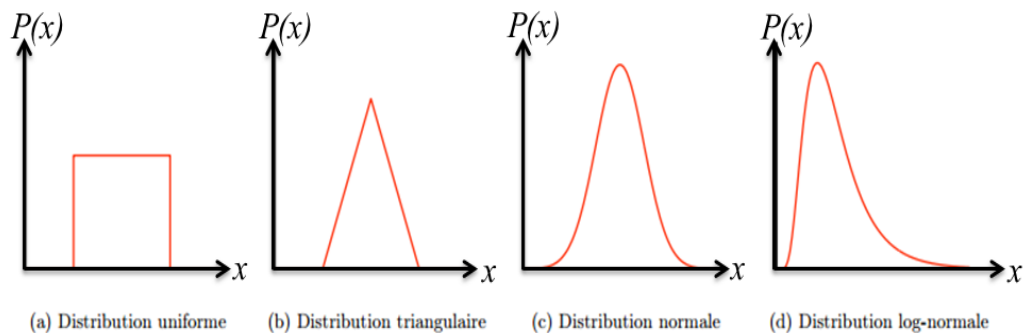 P(x) P(x) P(x) P(x)
x x x x
(a) Distribution uniforme (b) Distribution triangulaire (c) Distribution normale (d) Distribution log-normale